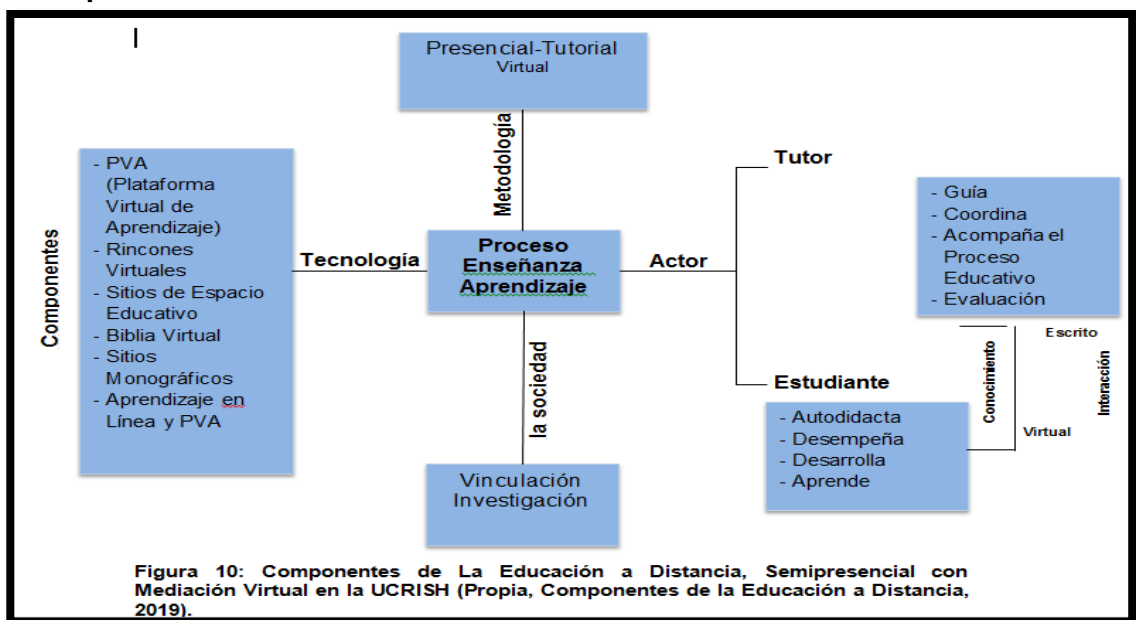 Presencial-Tutorial
Virtual
Metodología
Componentes
- PVA
(Plataforma
Virtual de
Aprendizaje)
- Rincones
Virtuales
- Sitios de Espacio
Educativo
- Biblia Virtual
- Sitios
Monográficos
- Aprendizaje en
Línea y PVA
Tecnología
Proceso
Enseñanza
Aprendizaje
Actor
Tutor
- Guía
- Coordina
- Acompaña el
Proceso
Educativo
- Evaluación
Escrito
Conocimiento
Interacción
Virtual
Estudiante
- Autodidacta
- Desempeña
- Desarrolla
- Aprende
la sociedad
Vinculación
Investigación
Figura 10: Componentes de La Educación a Distancia, Semipresencial con
Mediación Virtual en la UCRISH (Propia, Componentes de la Educación a Distancia,
2019).